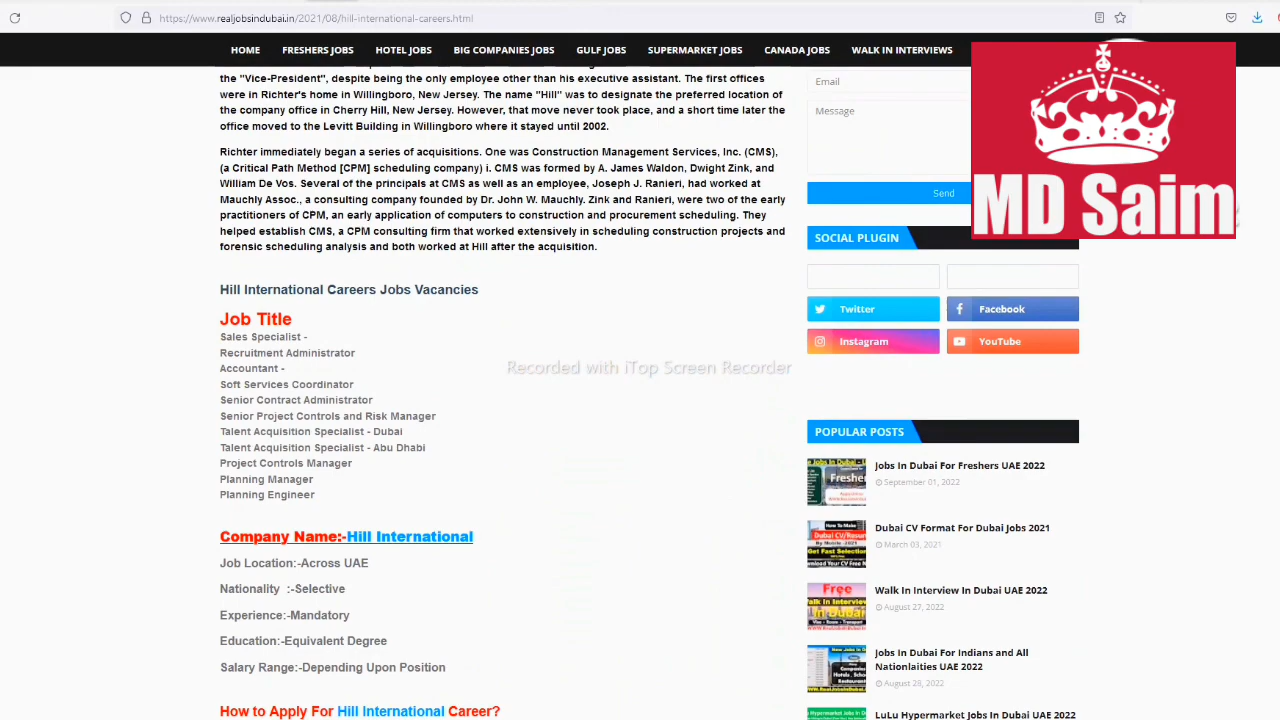 https://www.realjobsindubai.in/2021/08/hill-international-careers.html
HOME FRESHERS JOBS HOTEL JOBS BIG COMPANIES JOBS GULF JOBS SUPERMARKET JOBS CANADA JOBS WALK IN INTERVIEWS
the "Vice-President", despite being the only employee other than his executive assistant. The first offices
were in Richter's home in Willingboro, New Jersey. The name "Hill" was to designate the preferred location of
the company office in Cherry Hill, New Jersey. However, that move never took place, and a short time later the
office moved to the Levitt Building in Willingboro where it stayed until 2002.
Richter immediately began a series of acquisitions. One was Construction Management Services, Inc. (CMS),
(a Critical Path Method [CPM] scheduling company) i. CMS was formed by A. James Waldon, Dwight Zink, and
William De Vos. Several of the principals at CMS as well as an employee, Joseph J. Ranieri, had worked at
Mauchly Assoc., a consulting company founded by Dr. John W. Mauchly. Zink and Ranieri, were two of the early
practitioners of CPM, an early application of computers to construction and procurement scheduling. They
helped establish CMS, a CPM consulting firm that worked extensively in scheduling construction projects and
forensic scheduling analysis and both worked at Hill after the acquisition.
Hill International Careers Jobs Vacancies
Job Title
Sales Specialist -
Recruitment Administrator
Accountant -
Soft Services Coordinator
Senior Contract Administrator
Senior Project Controls and Risk Manager
Talent Acquisition Specialist - Dubai
Talent Acquisition Specialist - Abu Dhabi
Project Controls Manager
Planning Manager
Planning Engineer
Company Name:-Hill International
Job Location:-Across UAE
Nationality :-Selective
Experience:-Mandatory
Education:-Equivalent Degree
Salary Range:-Depending Upon Position
How to Apply For Hill International Career?
Recorded with iTop Screen Recorder
Email
Message
Send
MD Saim
SOCIAL PLUGIN
Twitter
Facebook
Instagram
YouTube
POPULAR POSTS
Jobs In Dubai For Freshers UAE 2022
September 01, 2022
Dubai CV Format For Dubai Jobs 2021
March 03, 2021
Walk In Interview In Dubai UAE 2022
August 27, 2022
Jobs In Dubai For Indians and All
Nationlaities UAE 2022
August 28, 2022
LuLu Hypermarket Jobs In Dubai UAE 2022